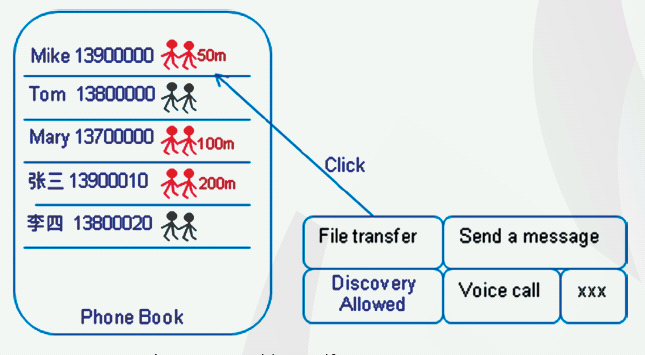 Mike 13900000 50m
Tom 13800000
Mary 13700000 100m
张三 13900010 200m
李四 13800020
Phone Book
Click
File transfer
Send a message
Discovery
Allowed
Voice call
xxx